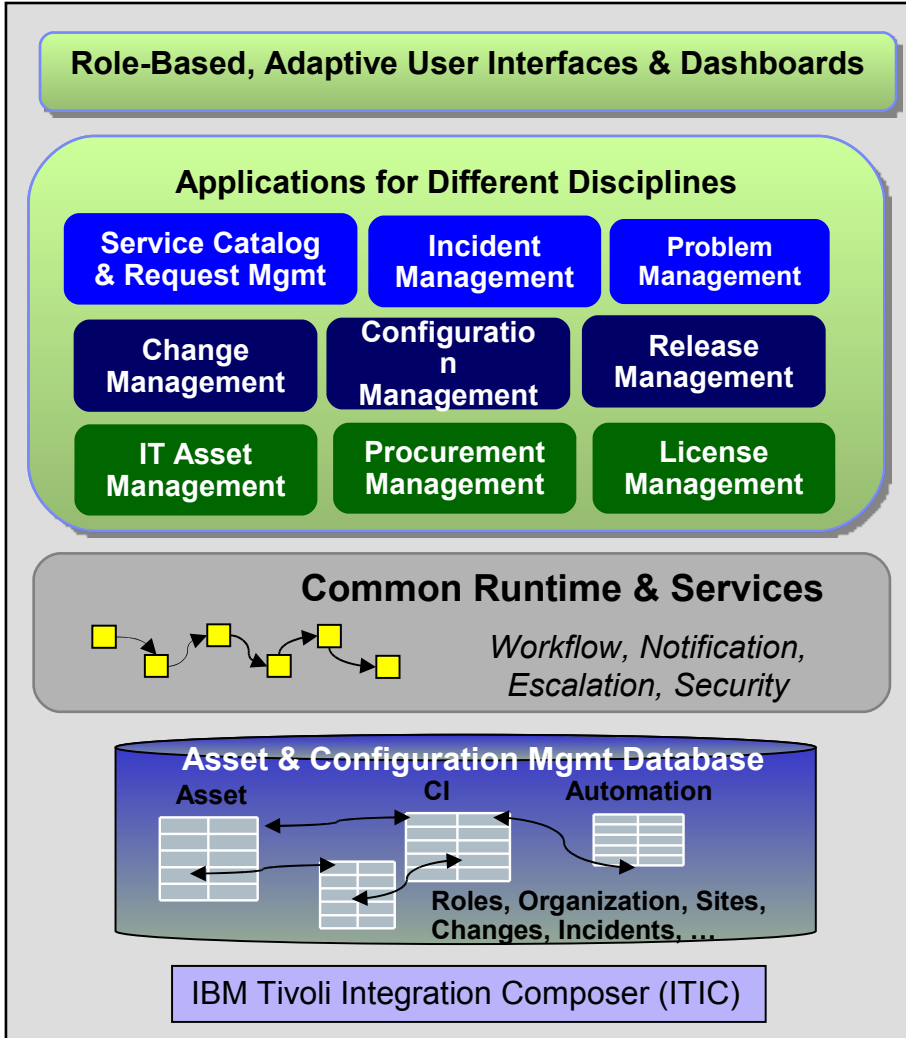 Role-Based, Adaptive User Interfaces & Dashboards
Applications for Different Disciplines
Service Catalog
& Request Mgmt
Incident
Management
Problem
Management
Change
Management
Configuratio
n
Management
Release
Management
IT Asset
Management
Procurement
Management
License
Management
Common Runtime & Services
Workflow, Notification,
Escalation, Security
Asset & Configuration Mgmt Database
Asset
CI
Automation
Roles, Organization, Sites,
Changes, Incidents, …
IBM Tivoli Integration Composer (ITIC)